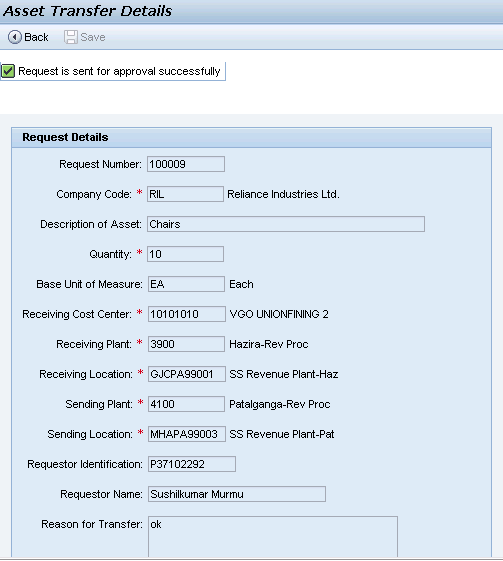 Asset Transfer Details
Back Save
Request is sent for approval successfully
Request Details
Request Number: 100009
Company Code: * RIL Reliance Industries Ltd.
Description of Asset: Chairs
Quantity: * 10
Base Unit of Measure: EA Each
Receiving Cost Center: * 10101010 VGO UNIONFINING 2
Receiving Plant: * 3900 Hazira-Rev Proc
Receiving Location: * GJCPA99001 SS Revenue Plant-Haz
Sending Plant: * 4100 Patalganga-Rev Proc
Sending Location: * MHAPA99003 SS Revenue Plant-Pat
Requestor Identification: P37102292
Requestor Name: Sushilkumar Murmu
Reason for Transfer: ok